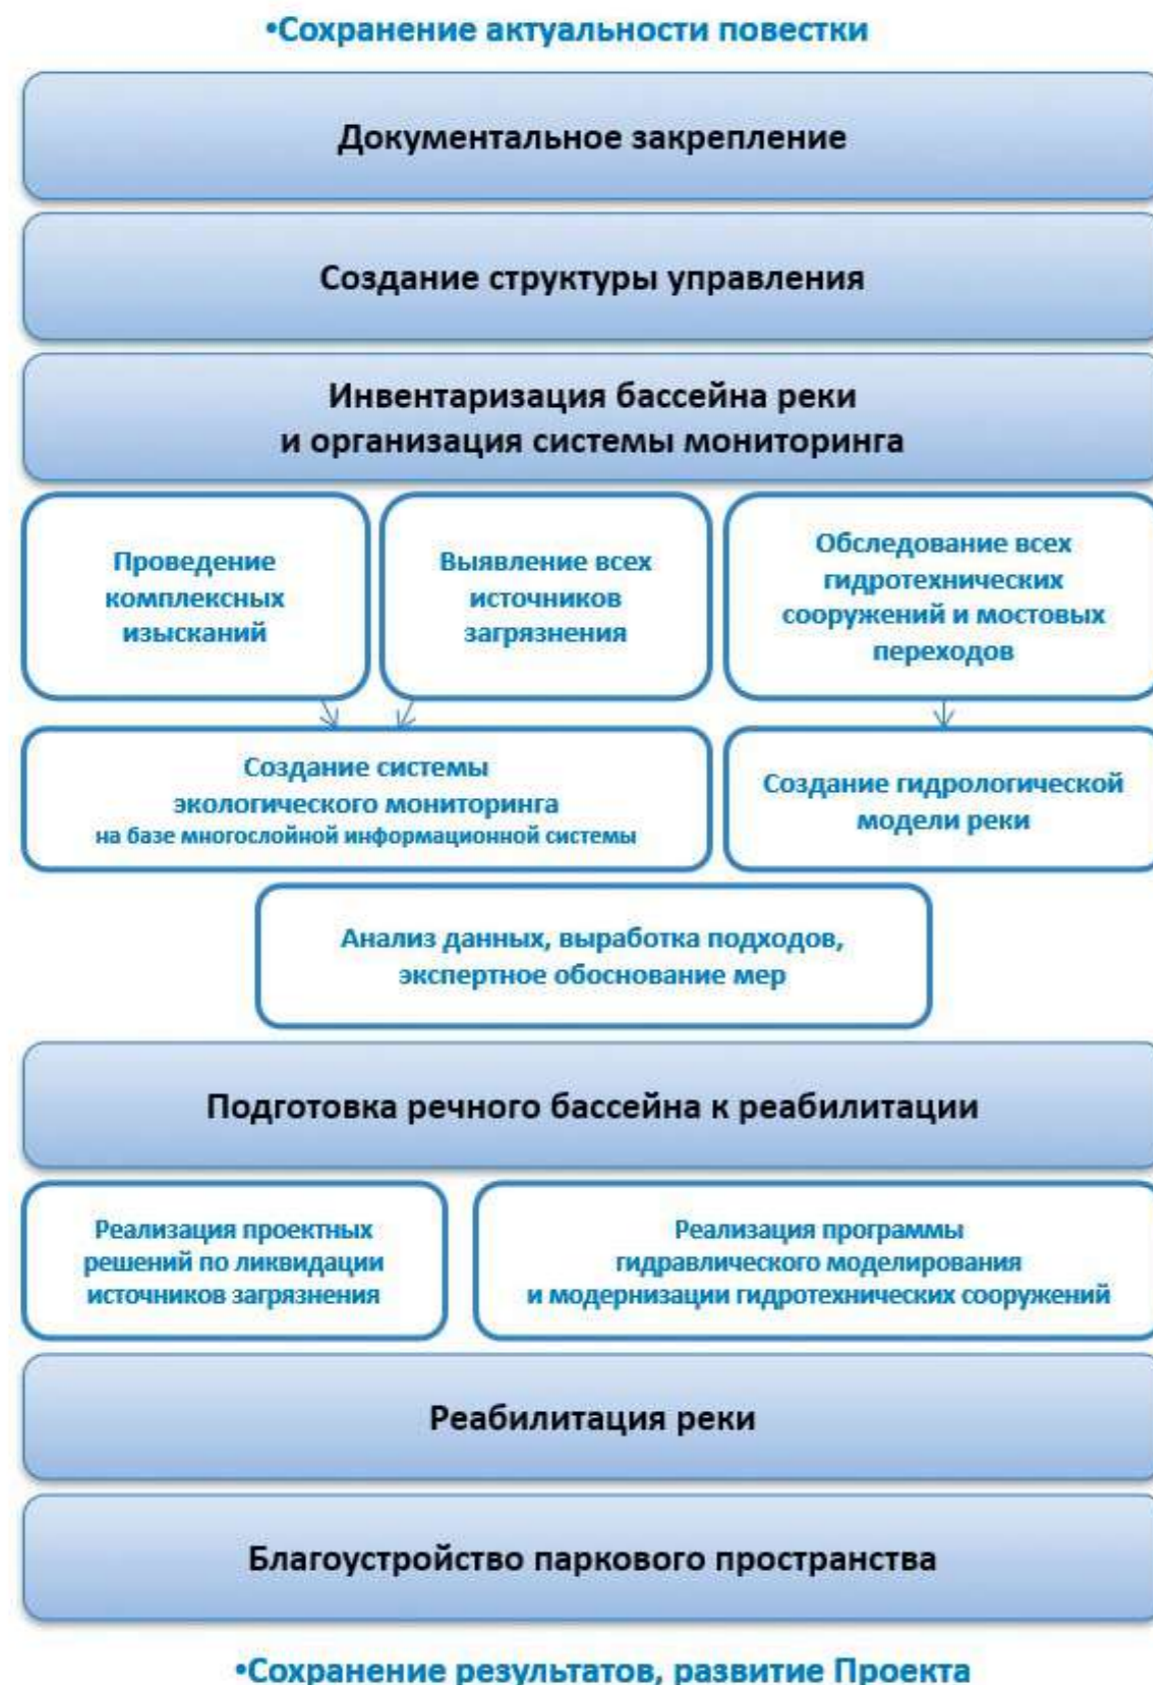 •Сохранение актуальности повестки
Документальное закрепление
Создание структуры управления
Инвентаризация бассейна реки
и организация системы мониторинга
Проведение
комплексных
изысканий
Выявление всех
источников
загрязнения
Обследование всех
гидротехнических
сооружений и мостовых
переходов
Создание системы
экологического мониторинга
на базе многослойной информационной системы
Создание гидрологической
модели реки
Анализ данных, выработка подходов,
экспертное обоснование мер
Подготовка речного бассейна к реабилитации
Реализация проектных
решений по ликвидации
источников загрязнения
Реализация программы
гидравлического моделирования
и модернизации гидротехнических сооружений
Реабилитация реки
Благоустройство паркового пространства
•Сохранение результатов, развитие Проекта